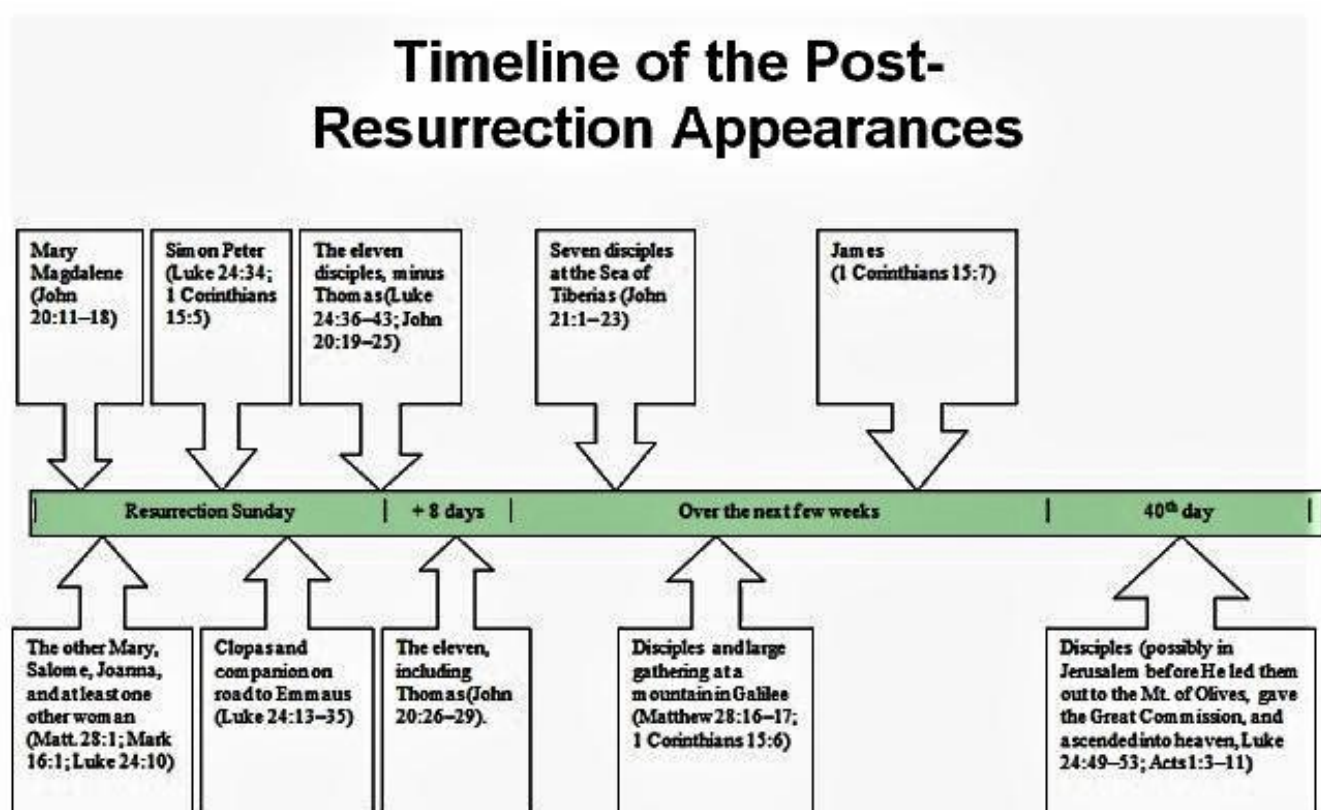 Timeline of the Post-
Resurrection Appearances
Mary
Magdalene
(John
20:11–18)
Simon Peter
(Luke 24:34;
1 Corinthians
15:5)
The eleven
disciples, minus
Thomas (Luke
24:36–43; John
20:19–25)
Seven disciples
at the Sea of
Tiberias (John
21:1–23)
James
(1 Corinthians 15:7)
Resurrection Sunday
+ 8 days
Over the next few weeks
40th day
The other Mary,
Salome, Joanna,
and at least one
other woman
(Matt. 28:1; Mark
16:1; Luke 24:10)
Clopas and
companion on
road to Emmaus
(Luke 24:13–35)
The eleven,
including
Thomas (John
20:26–29).
Disciples and large
gathering at a
mountain in Galilee
(Matthew 28:16–17;
1 Corinthians 15:6)
Disciples (possibly in
Jerusalem before He led them
out to the Mt. of Olives, gave
the Great Commission, and
ascended into heaven, Luke
24:49–53; Acts 1:3–11)